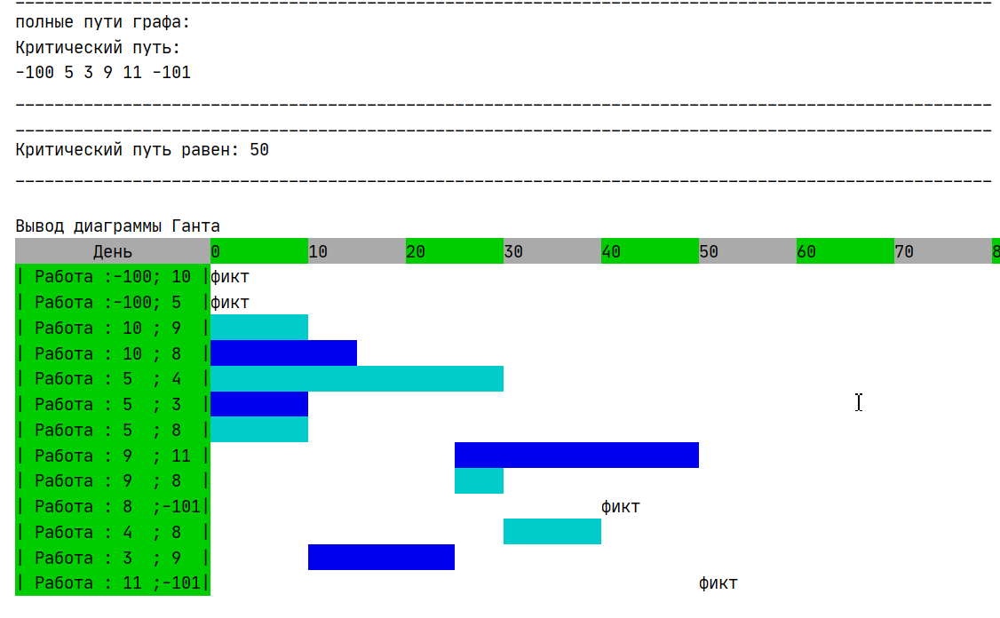 ----------------------------------------------------------------------------------------------------
полные пути графа:
Критический путь:
-100 5 3 9 11 -101
----------------------------------------------------------------------------------------------------
----------------------------------------------------------------------------------------------------
Критический путь равен: 50
----------------------------------------------------------------------------------------------------
Вывод диаграммы Ганта
День 0 10 20 30 40 50 60 70 8
| Работа :-100; 10 |фикт
| Работа :-100; 5  |фикт
| Работа : 10 ; 9  |
| Работа : 10 ; 8  |
| Работа : 5  ; 4  |
| Работа : 5  ; 3  |
| Работа : 5  ; 8  |
| Работа : 9  ; 11 |
| Работа : 9  ; 8  |
| Работа : 8  ;-101| фикт
| Работа : 4  ; 8  |
| Работа : 3  ; 9  |
| Работа : 11 ;-101| фикт